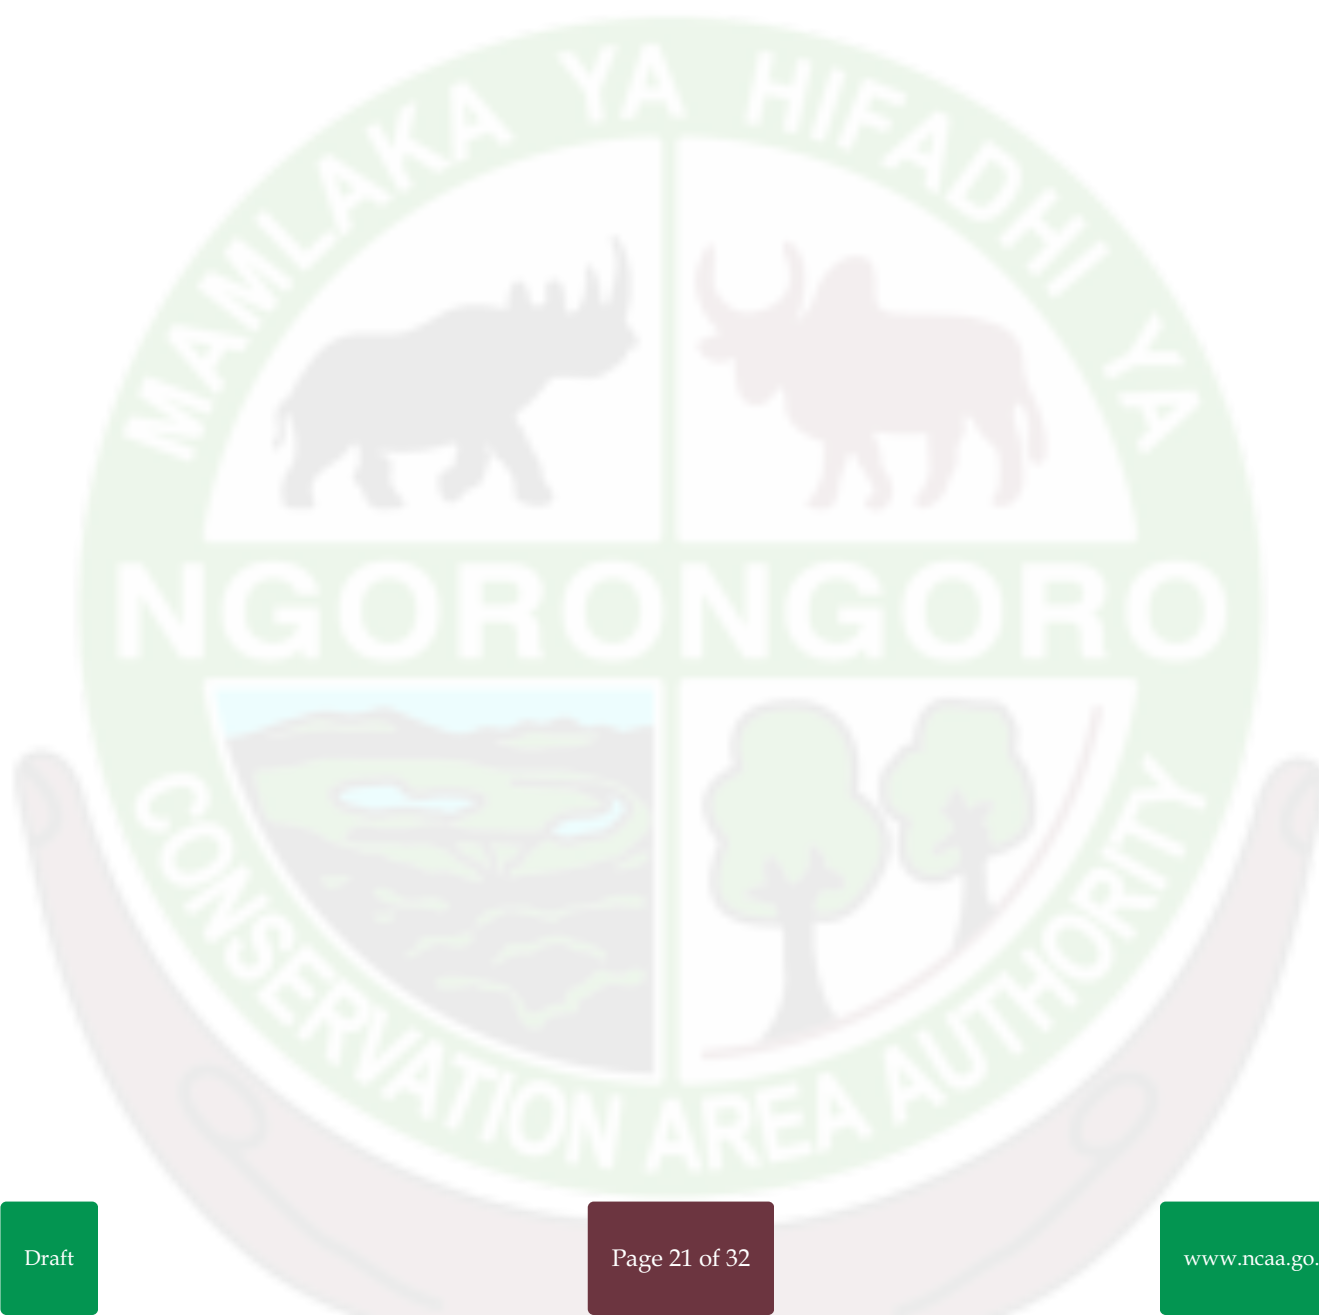 MAMLAKA YA HIFADHI YA
NGORONGORO
CONSERVATION AREA AUTHORITY
Draft
Page 21 of 32
www.ncaa.go.